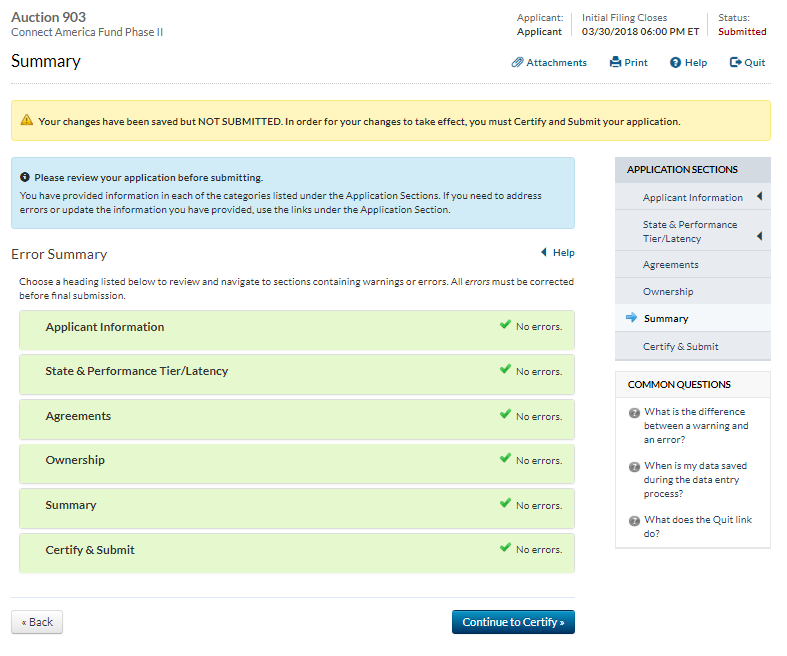 Auction 903
Connect America Fund Phase II
Applicant:
Applicant
Initial Filing Closes
03/30/2018 06:00 PM ET
Status:
Submitted
Summary
Attachments
Print
Help
Quit
Your changes have been saved but NOT SUBMITTED. In order for your changes to take effect, you must Certify and Submit your application.
Please review your application before submitting.
You have provided information in each of the categories listed under the Application Sections. If you need to address
errors or update the information you have provided, use the links under the Application Section.
Error Summary
Help
Choose a heading listed below to review and navigate to sections containing warnings or errors. All errors must be corrected
before final submission.
Applicant Information
No errors.
State & Performance Tier/Latency
No errors.
Agreements
No errors.
Ownership
No errors.
Summary
No errors.
Certify & Submit
No errors.
« Back
Continue to Certify »
APPLICATION SECTIONS
Applicant Information
State & Performance
Tier/Latency
Agreements
Ownership
Summary
Certify & Submit
COMMON QUESTIONS
What is the difference
between a warning and
an error?
When is my data saved
during the data entry
process?
What does the Quit link
do?